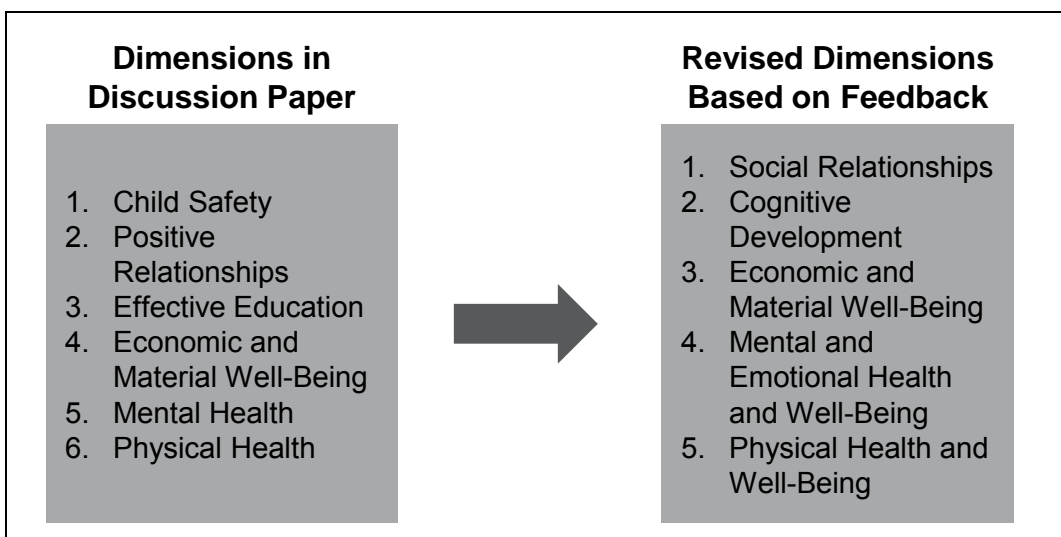 Dimensions in
Discussion Paper
1. Child Safety
2. Positive
Relationships
3. Effective Education
4. Economic and
Material Well-Being
5. Mental Health
6. Physical Health
Revised Dimensions
Based on Feedback
1. Social Relationships
2. Cognitive
Development
3. Economic and
Material Well-Being
4. Mental and
Emotional Health
and Well-Being
5. Physical Health and
Well-Being